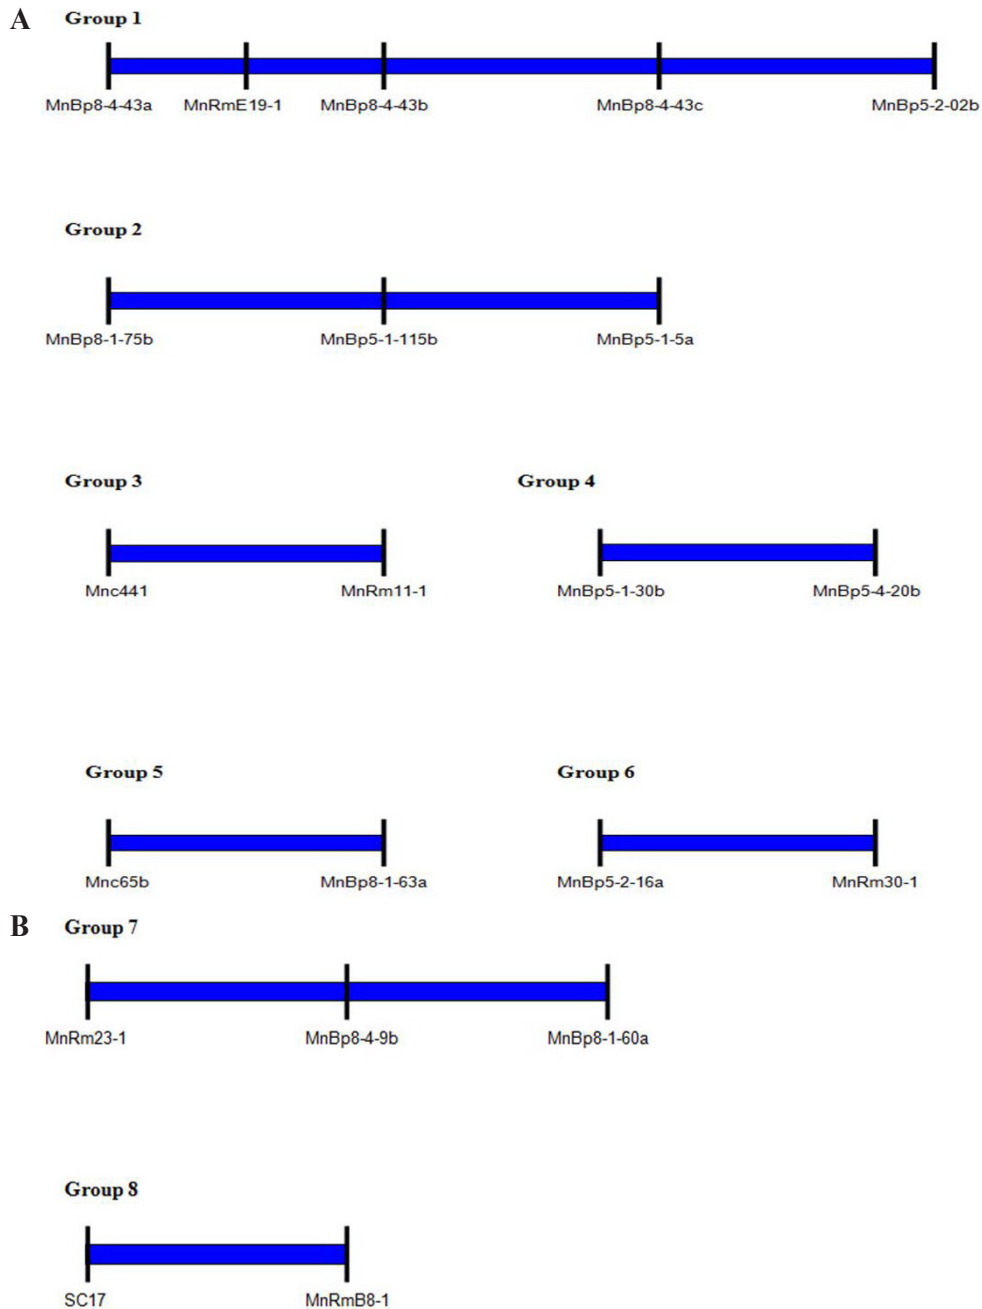 A Group 1
MnBp8-4-43a MnRmE19-1 MnBp8-4-43b MnBp8-4-43c MnBp5-2-02b
Group 2
MnBp8-1-75b MnBp5-1-115b MnBp5-1-5a
Group 3 Group 4
Mnc441 MnRm11-1 MnBp5-1-30b MnBp5-4-20b
Group 5 Group 6
Mnc65b MnBp8-1-63a MnBp5-2-16a MnRm30-1
B Group 7
MnRm23-1 MnBp8-4-9b MnBp8-1-60a
Group 8
SC17 MnRmB8-1